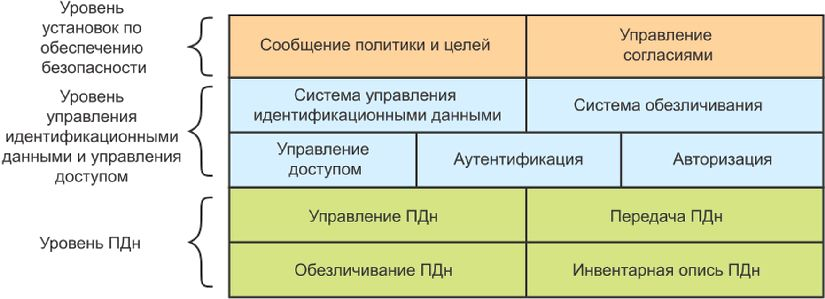 Уровень
установок по
обеспечению
безопасности
Сообщение политики и целей
Управление
согласиями
Уровень
управления
идентификационными
данными и управления
доступом
Система управления
идентификационными данными
Система обезличивания
Управление
доступом
Аутентификация
Авторизация
Уровень ПДн
Управление ПДн
Передача ПДн
Обезличивание ПДн
Инвентарная опись ПДн